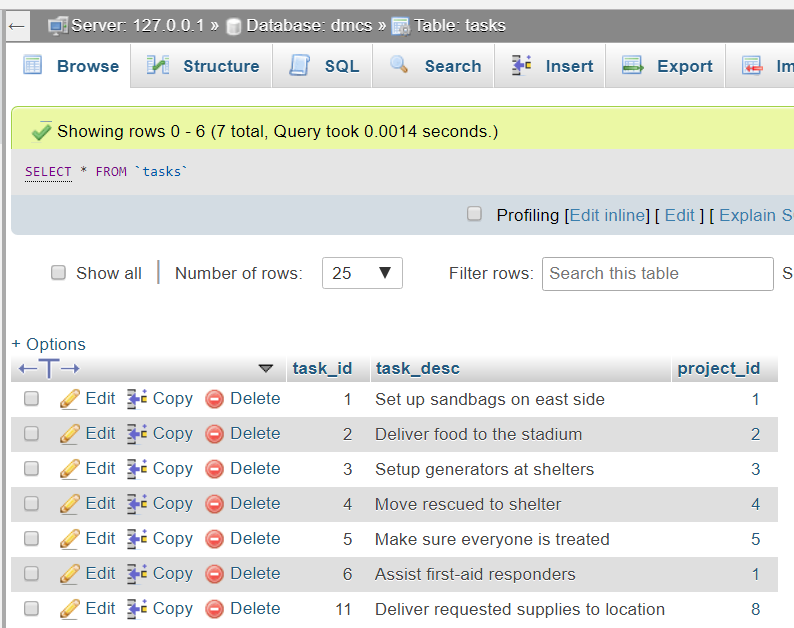 Server: 127.0.0.1 » Database: dmcs » Table: tasks
Browse Structure SQL Search Insert Export Im
Showing rows 0 - 6 (7 total, Query took 0.0014 seconds.)
SELECT * FROM `tasks`
Profiling [Edit inline] [ Edit ] [ Explain S
Show all | Number of rows: 25 Filter rows: Search this table S
+ Options
task_id task_desc project_id
Edit Copy Delete 1 Set up sandbags on east side 1
Edit Copy Delete 2 Deliver food to the stadium 2
Edit Copy Delete 3 Setup generators at shelters 3
Edit Copy Delete 4 Move rescued to shelter 4
Edit Copy Delete 5 Make sure everyone is treated 5
Edit Copy Delete 6 Assist first-aid responders 1
Edit Copy Delete 11 Deliver requested supplies to location 8